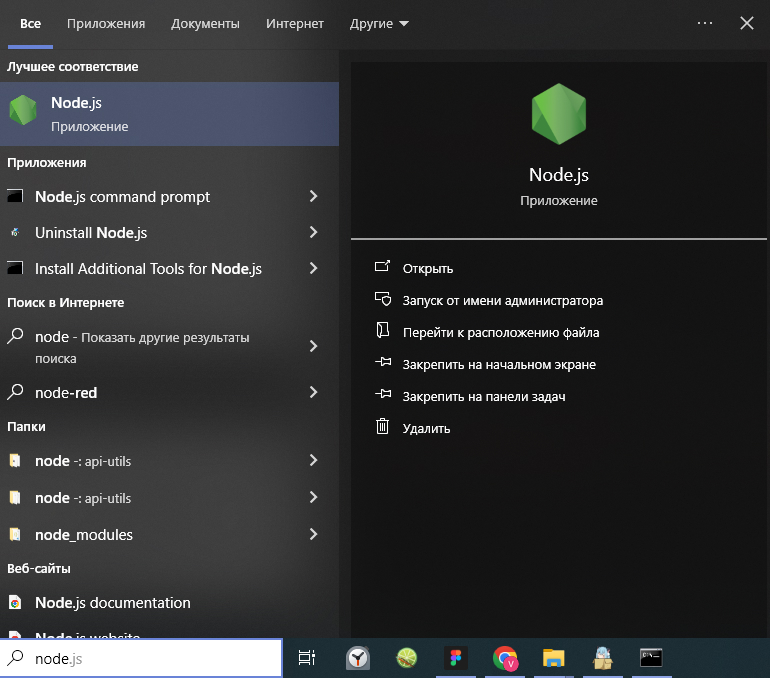 Все Приложения Документы Интернет Другие
Лучшее соответствие
Node.js
Приложение
Приложения
Node.js command prompt
Uninstall Node.js
Install Additional Tools for Node.js
Поиск в Интернете
node - Показать другие результаты
поиска
node-red
Папки
node -: api-utils
node -: api-utils
node_modules
Веб-сайты
Node.js documentation
Node.js website
node.js
Node.js
Приложение
Открыть
Запуск от имени администратора
Перейти к расположению файла
Закрепить на начальном экране
Закрепить на панели задач
Удалить
V